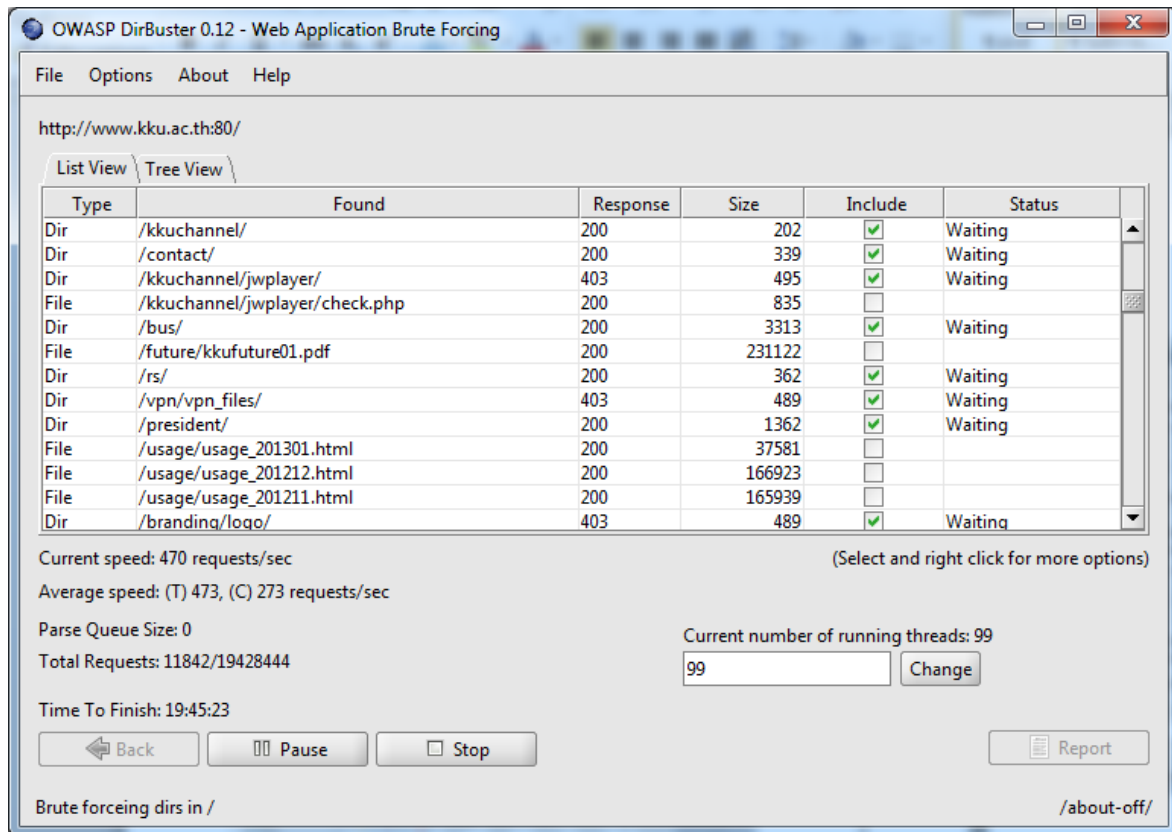 OWASP DirBuster 0.12 - Web Application Brute Forcing
File Options About Help
http://www.kku.ac.th:80/
List View Tree View
Type Found Response Size Include Status
Dir /kkuchannel/ 200 202 Waiting
Dir /contact/ 200 339 Waiting
Dir /kkuchannel/jwplayer/ 403 495 Waiting
File /kkuchannel/jwplayer/check.php 200 835
Dir /bus/ 200 3313 Waiting
File /future/kkufuture01.pdf 200 231122
Dir /rs/ 200 362 Waiting
Dir /vpn/vpn_files/ 403 489 Waiting
Dir /president/ 200 1362 Waiting
File /usage/usage_201301.html 200 37581
File /usage/usage_201212.html 200 166923
File /usage/usage_201211.html 200 165939
Dir /branding/logo/ 403 489 Waiting
Current speed: 470 requests/sec (Select and right click for more options)
Average speed: (T) 473, (C) 273 requests/sec
Parse Queue Size: 0 Current number of running threads: 99
Total Requests: 11842/19428444 99 Change
Time To Finish: 19:45:23
Back Pause Stop Report
Brute forceing dirs in / /about-off/